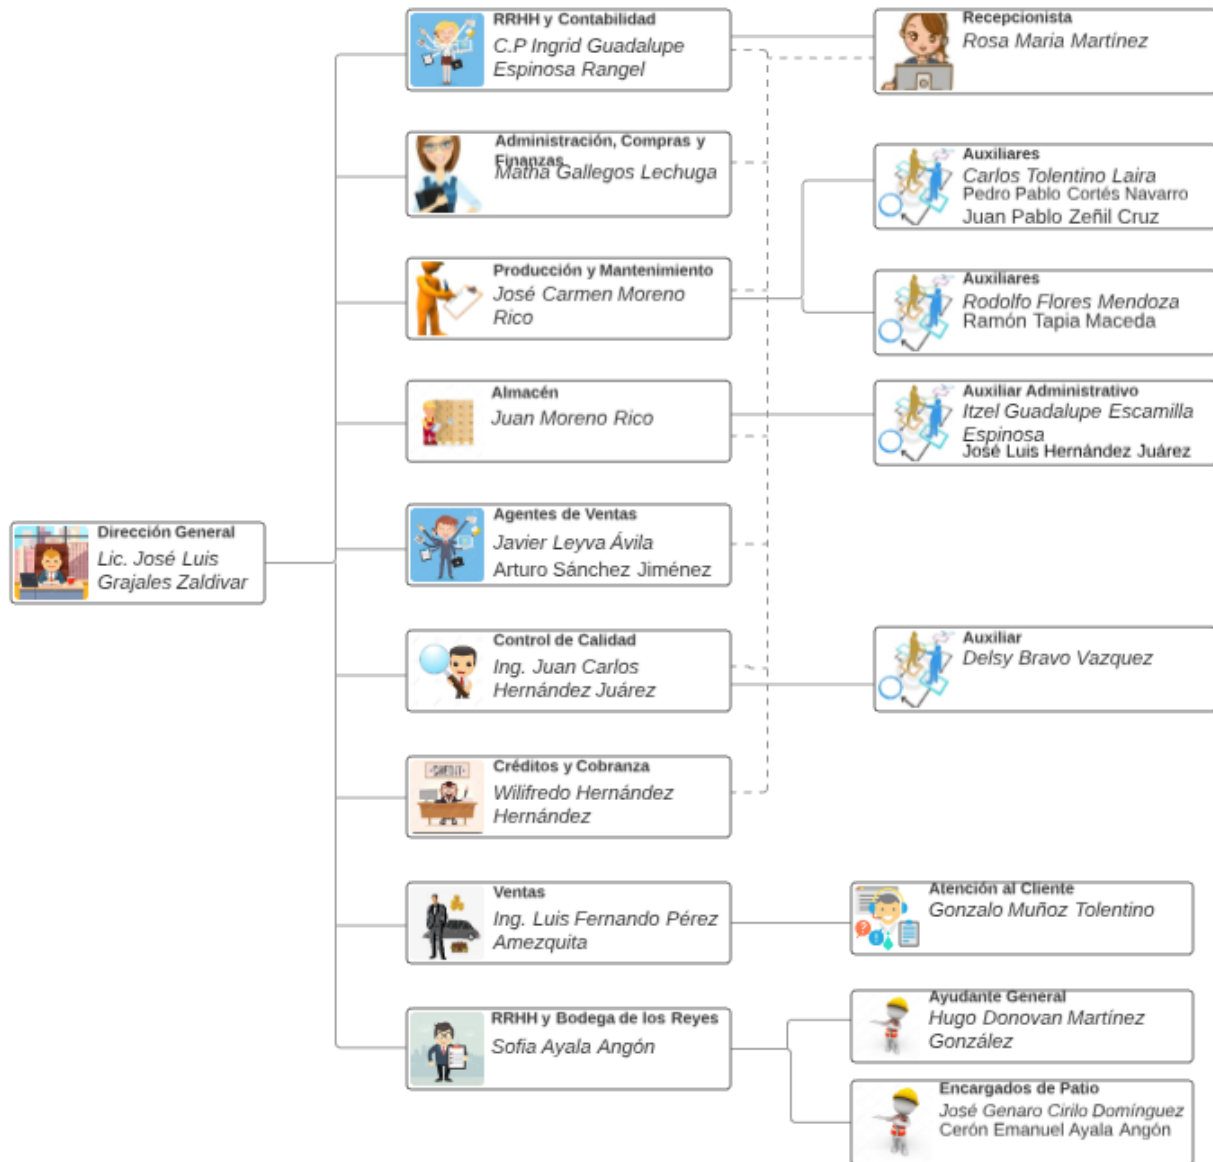 RRHH y Contabilidad
C.P Ingrid Guadalupe
Espinosa Rangel
Recepcionista
Rosa Maria Martínez
Administración, Compras y
Finanzas
Matha Gallegos Lechuga
Auxiliares
Carlos Tolentino Laira
Pedro Pablo Cortés Navarro
Juan Pablo Zeñil Cruz
Producción y Mantenimiento
José Carmen Moreno
Rico
Auxiliares
Rodolfo Flores Mendoza
Ramón Tapia Maceda
Almacén
Juan Moreno Rico
Auxiliar Administrativo
Itzel Guadalupe Escamilla
Espinosa
José Luis Hernández Juárez
Dirección General
Lic. José Luis
Grajales Zaldivar
Agentes de Ventas
Javier Leyva Ávila
Arturo Sánchez Jiménez
Control de Calidad
Ing. Juan Carlos
Hernández Juárez
Auxiliar
Delsy Bravo Vazquez
Créditos y Cobranza
Wilifredo Hernández
Hernández
Ventas
Ing. Luis Fernando Pérez
Amezquita
Atención al Cliente
Gonzalo Muñoz Tolentino
RRHH y Bodega de los Reyes
Sofia Ayala Angón
Ayudante General
Hugo Donovan Martínez
González
Encargados de Patio
José Genaro Cirilo Domínguez
Cerón Emanuel Ayala Angón